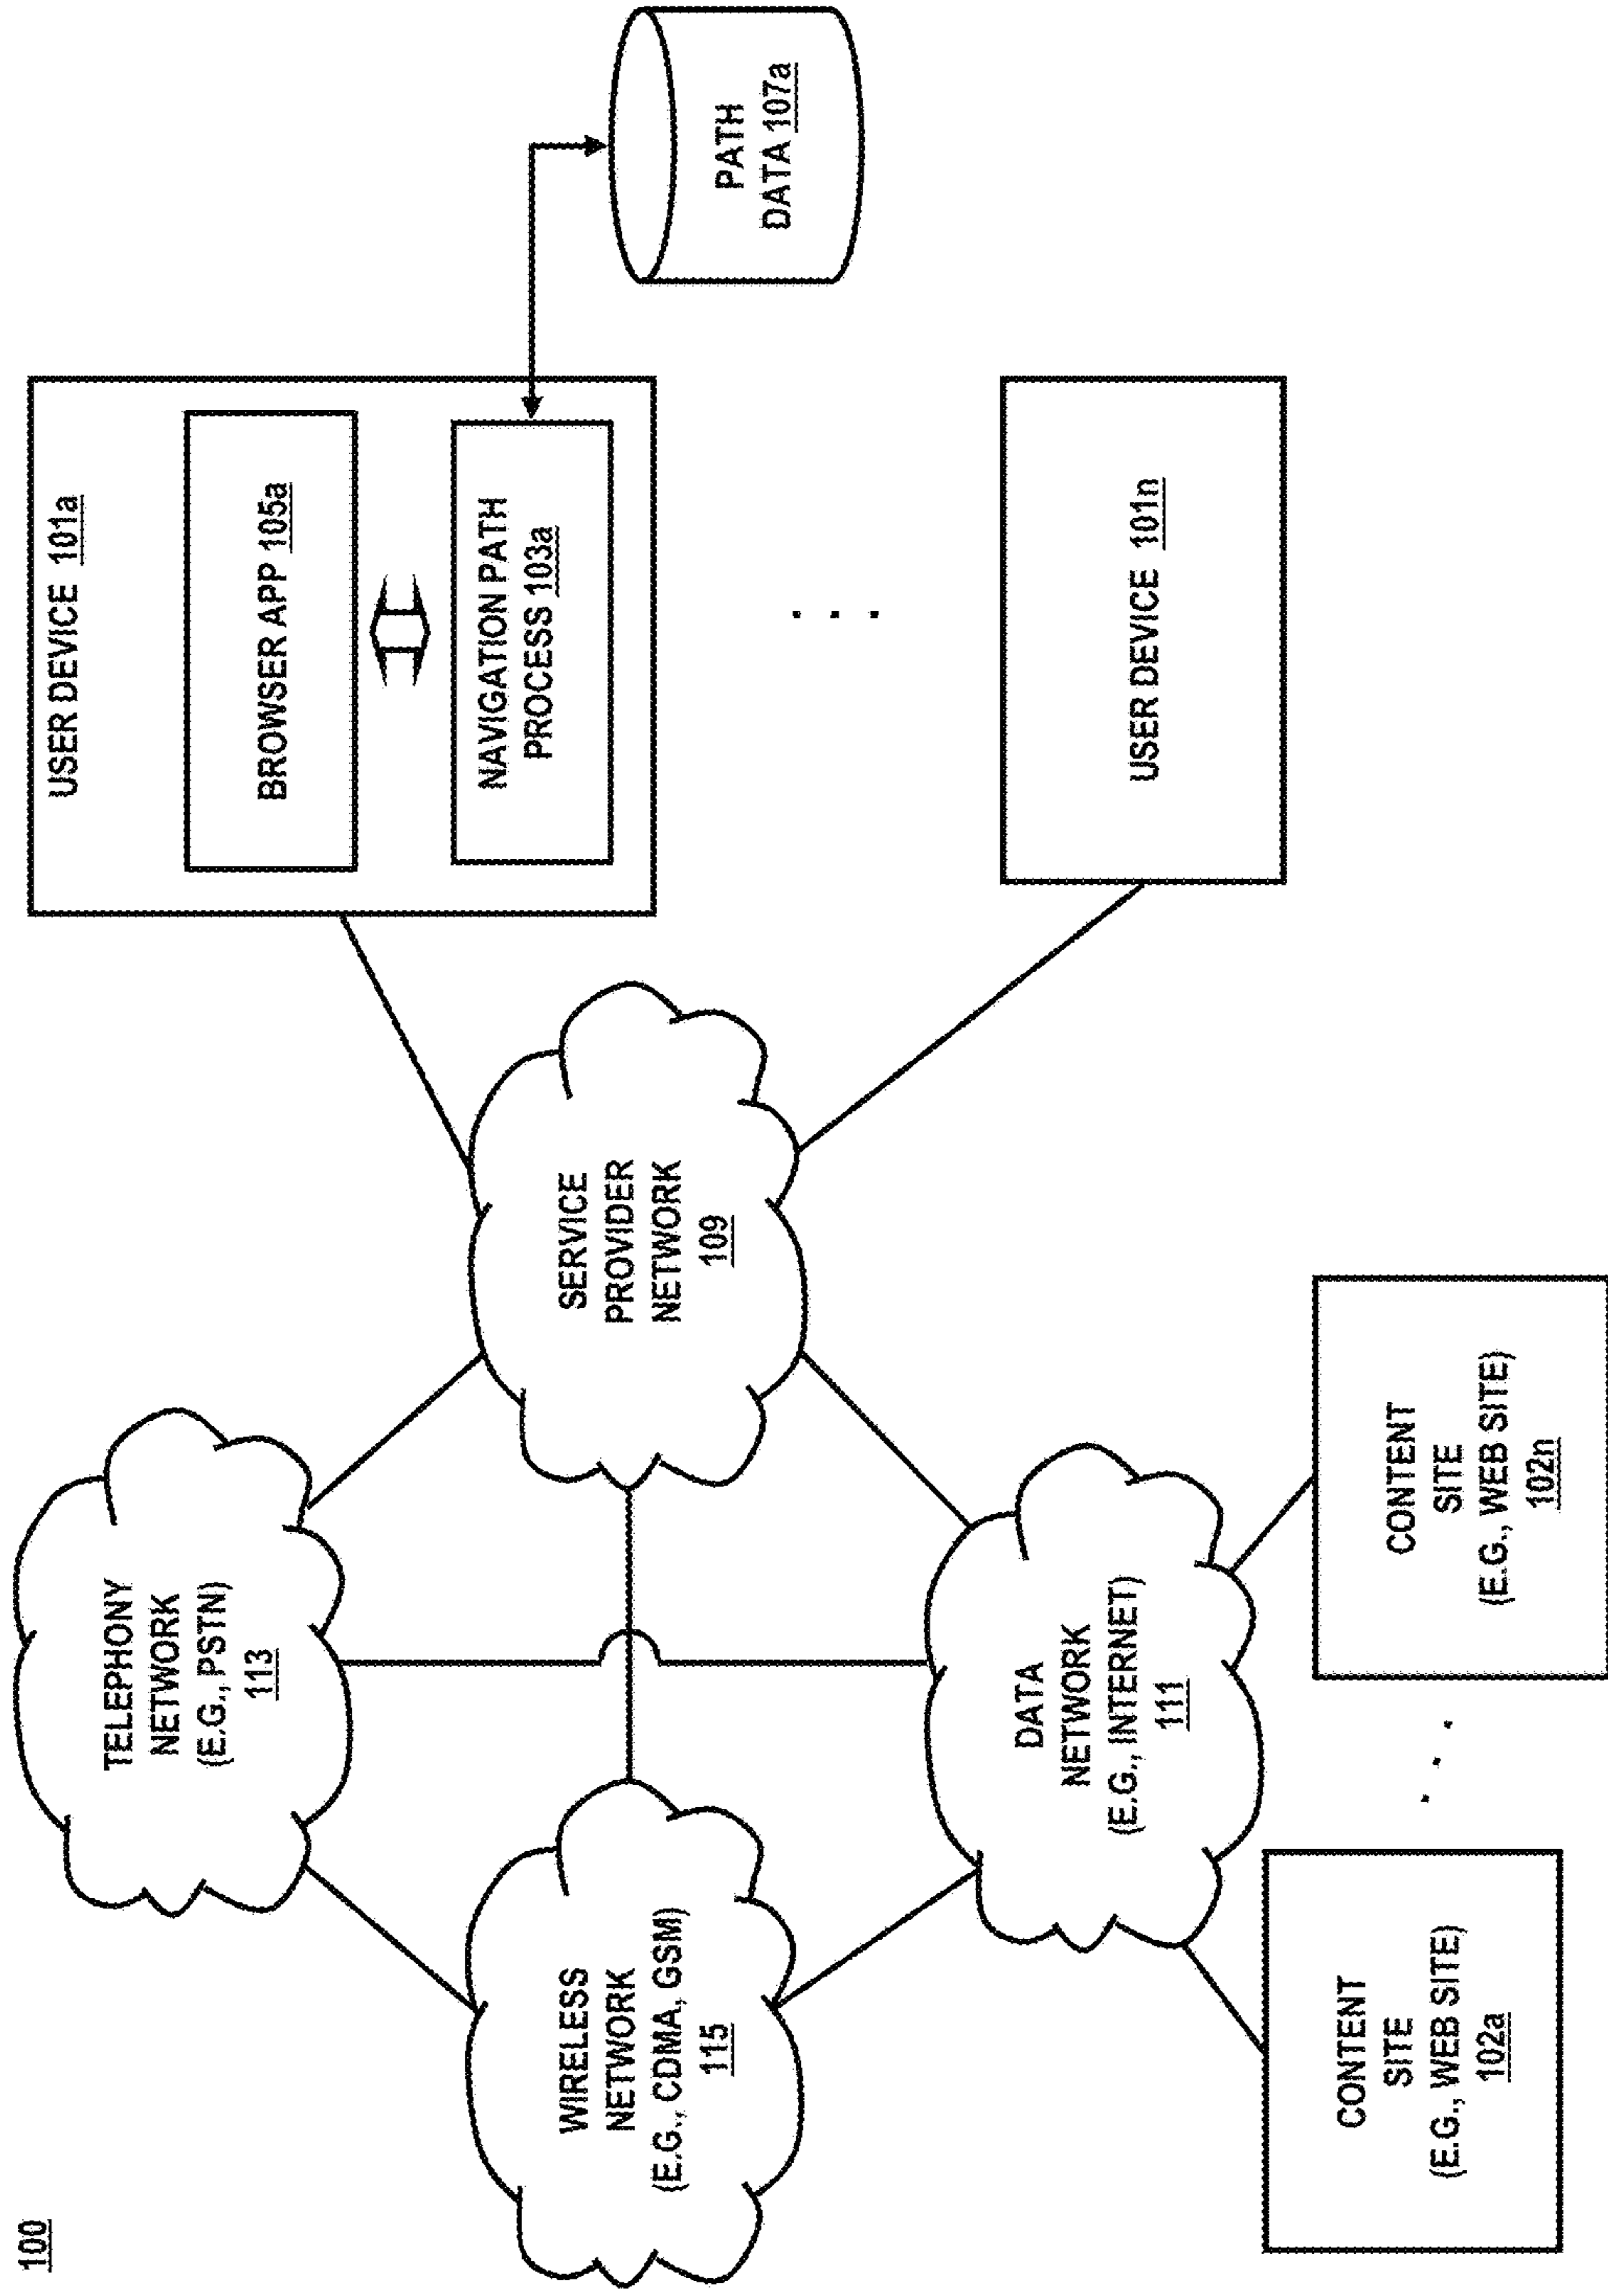 100
TELEPHONY
NETWORK
(E.G., PSTN)
113
WIRELESS
NETWORK
(E.G., CDMA, GSM)
115
SERVICE
PROVIDER
NETWORK
109
DATA
NETWORK
(E.G., INTERNET)
111
CONTENT
SITE
(E.G., WEB SITE)
102a
. . .
CONTENT
SITE
(E.G., WEB SITE)
102n
USER DEVICE 101a
BROWSER APP 105a
NAVIGATION PATH
PROCESS 103a
. . .
USER DEVICE 101n
PATH
DATA 107a